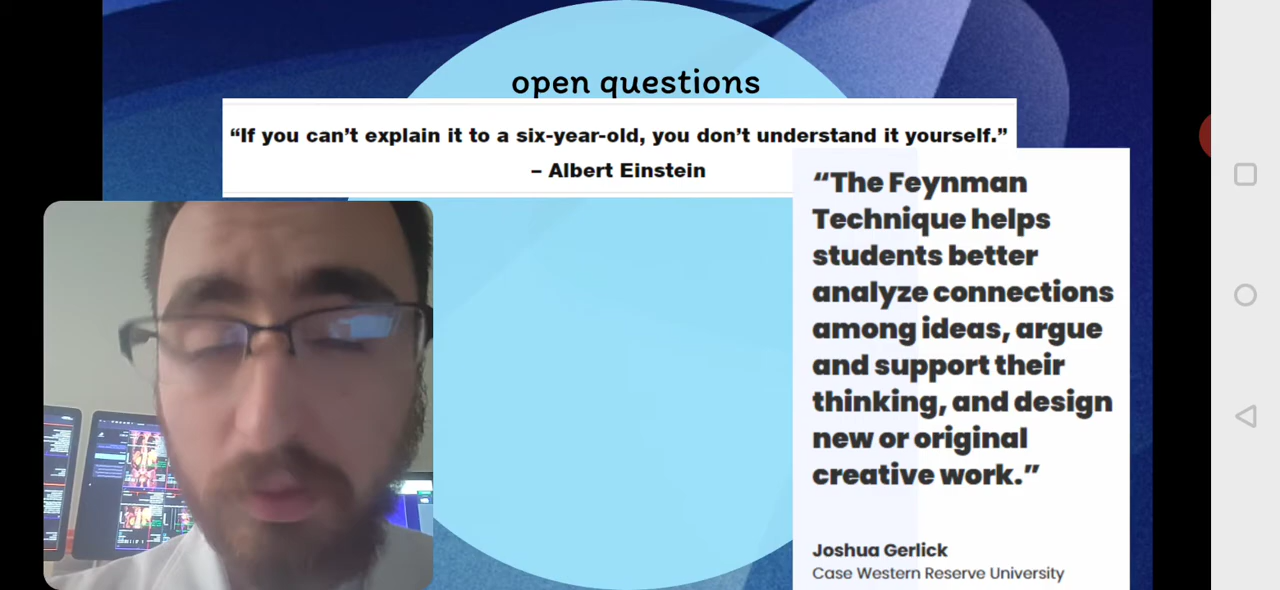 open questions
“If you can’t explain it to a six-year-old, you don’t understand it yourself.”
– Albert Einstein
“The Feynman
Technique helps
students better
analyze connections
among ideas, argue
and support their
thinking, and design
new or original
creative work.”
Joshua Gerlick
Case Western Reserve University